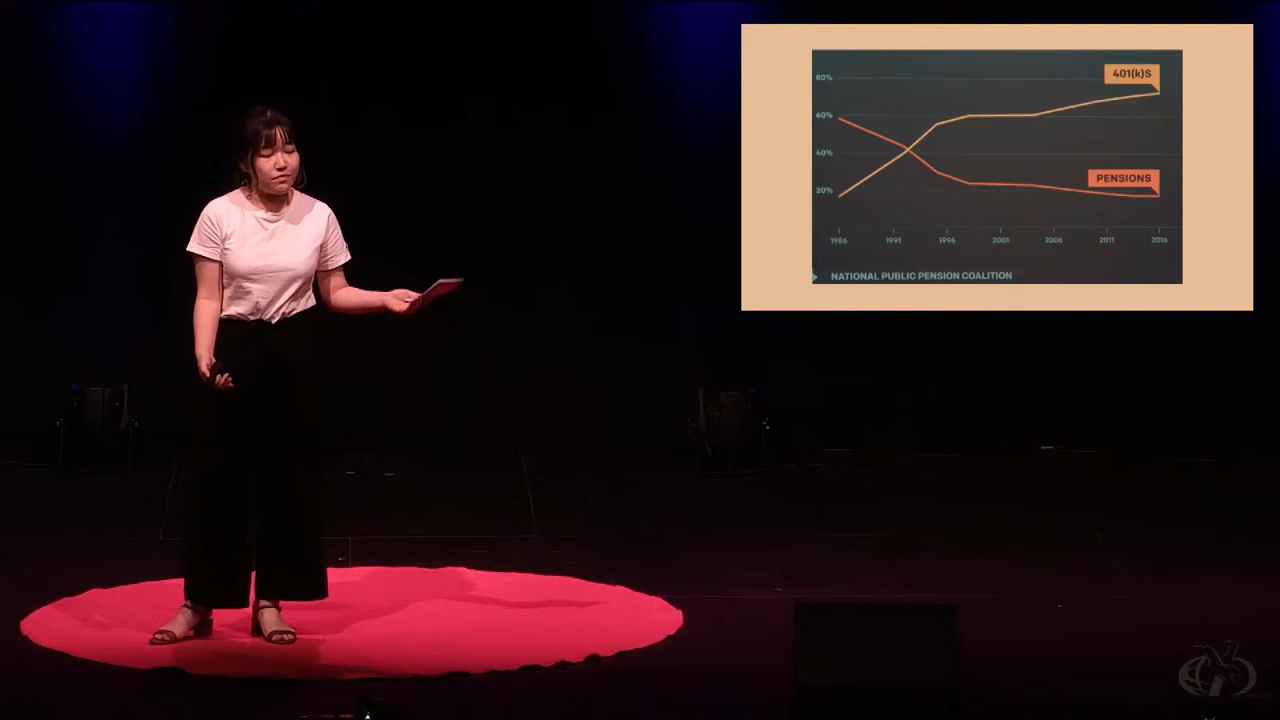 80%
401(k)S
60%
40%
PENSIONS
20%
1986 1991 1996 2001 2006 2011 2016
NATIONAL PUBLIC PENSION COALITION